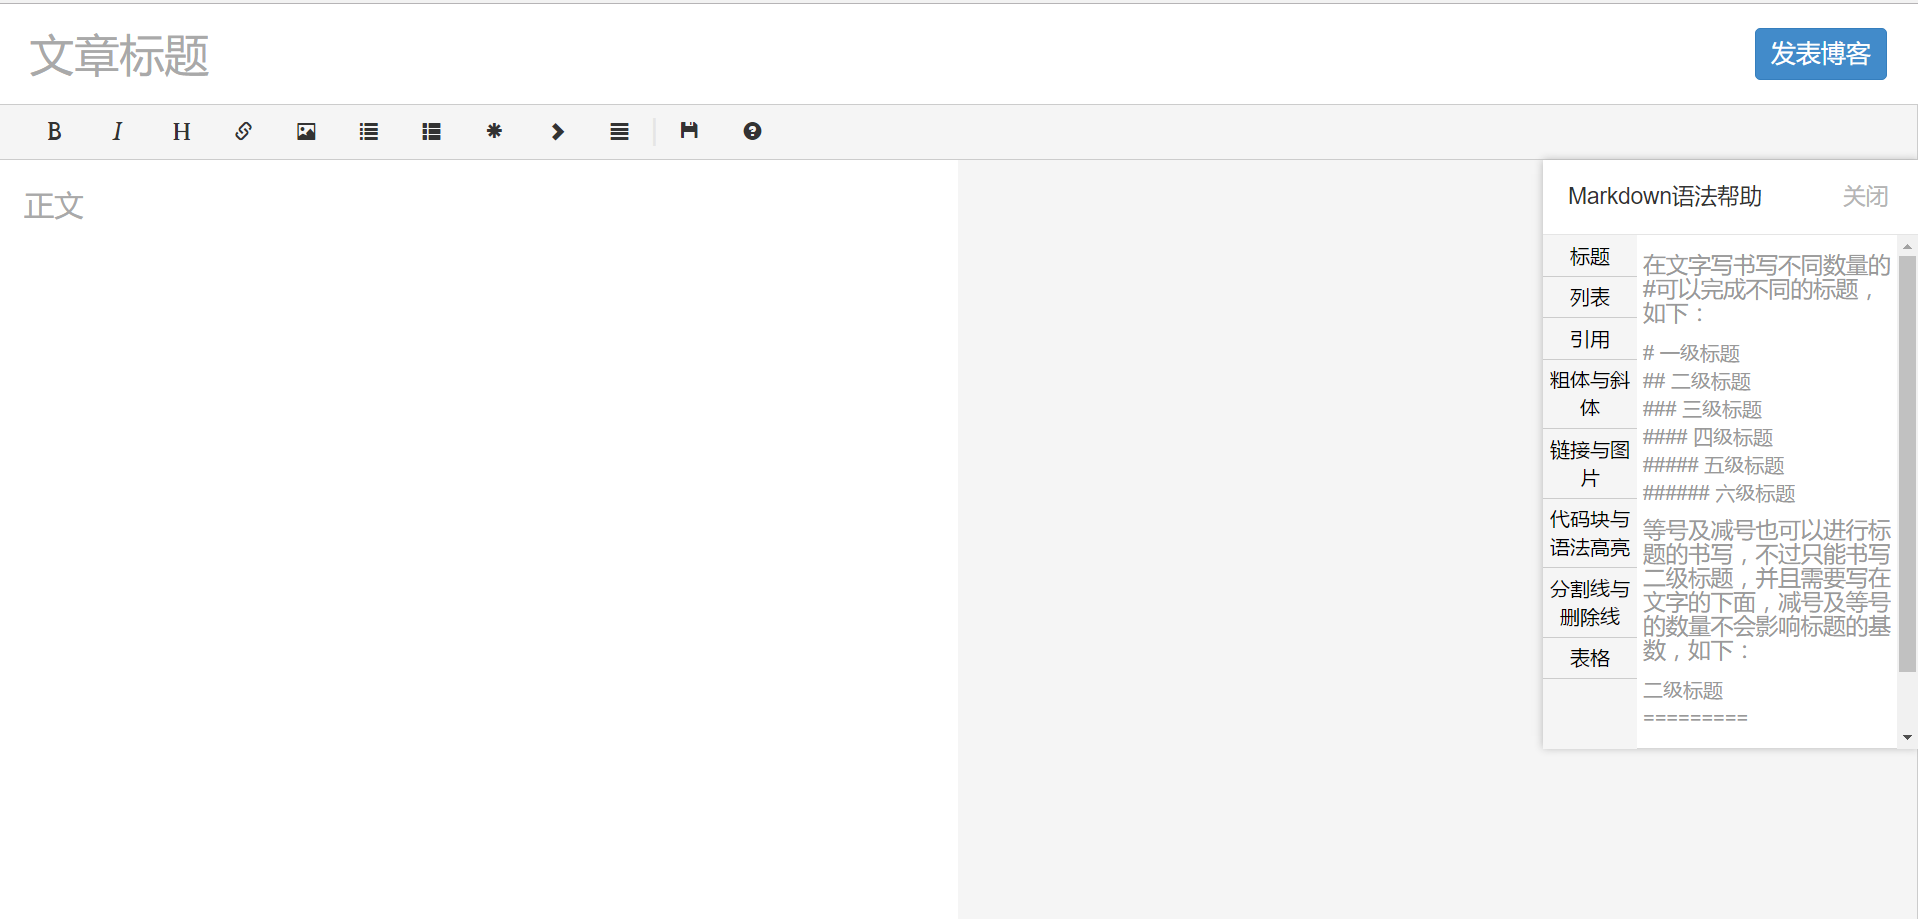 文章标题
发表博客
B I H
正文
Markdown语法帮助 关闭
标题
列表
引用
粗体与斜
体
链接与图
片
代码块与
语法高亮
分割线与
删除线
表格
在文字写书写不同数量的
#可以完成不同的标题，
如下：
# 一级标题
## 二级标题
### 三级标题
#### 四级标题
##### 五级标题
###### 六级标题
等号及减号也可以进行标
题的书写，不过只能书写
二级标题，并且需要写在
文字的下面，减号及等号
的数量不会影响标题的基
数，如下：
二级标题
=========